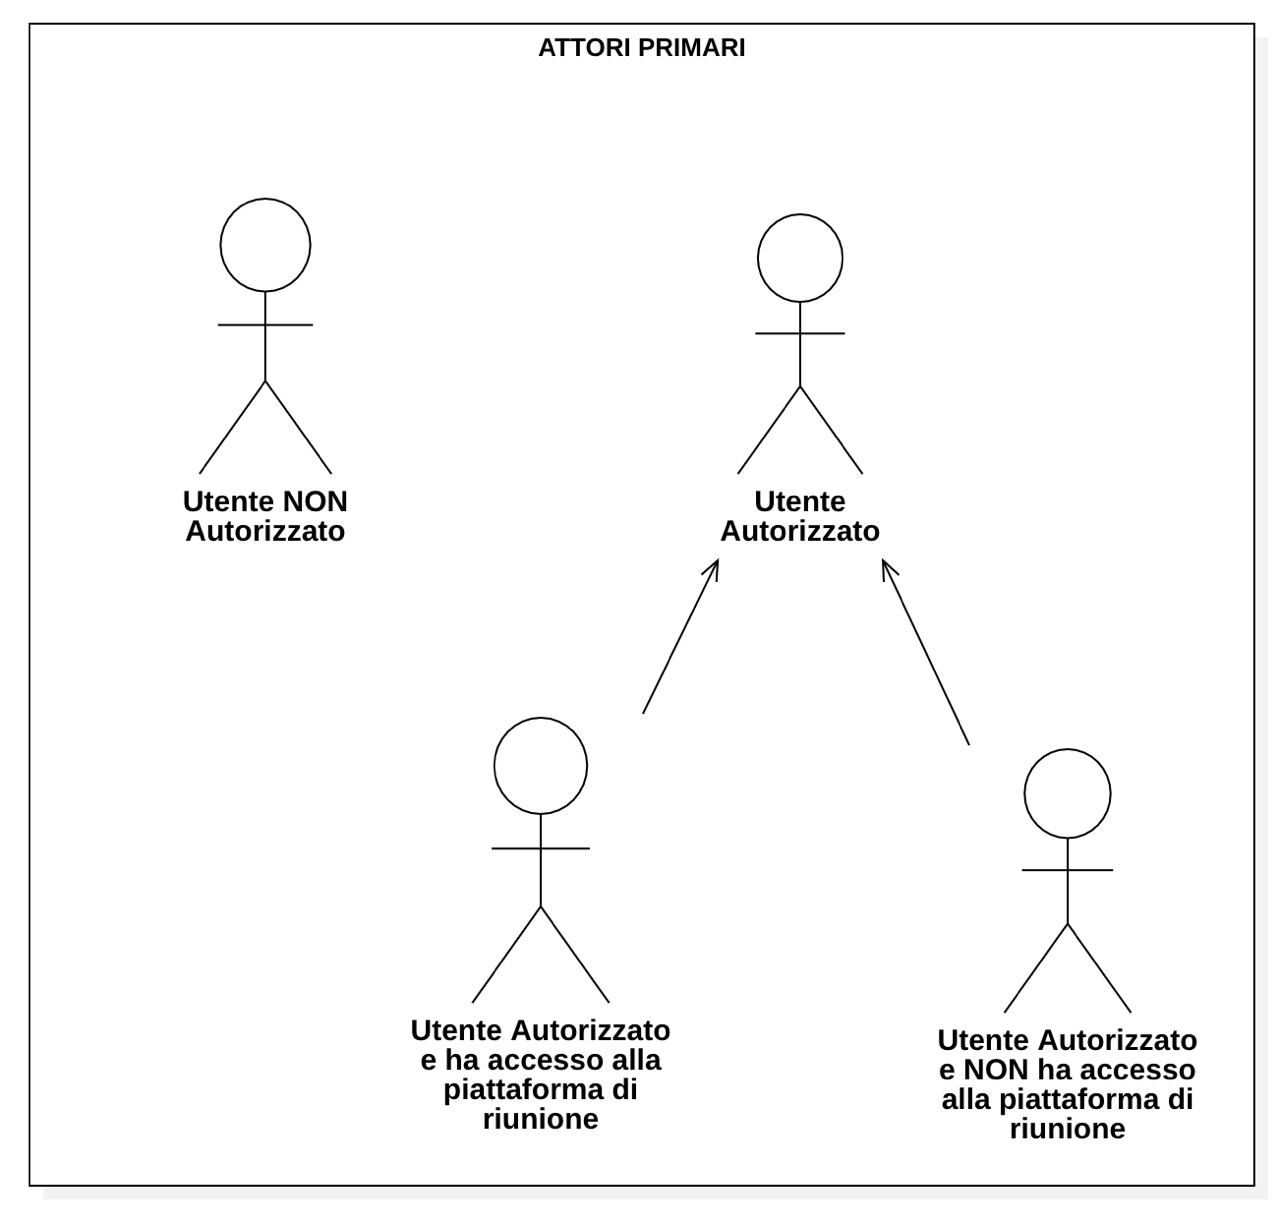 ATTORI PRIMARI
Utente NON
Autorizzato
Utente
Autorizzato
Utente Autorizzato
e ha accesso alla
piattaforma di
riunione
Utente Autorizzato
e NON ha accesso
alla piattaforma di
riunione